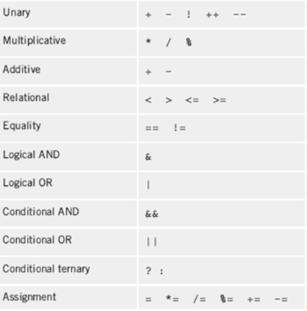 Unary + - ! ++ --
Multiplicative * / %
Additive + -
Relational < > <= >=
Equality == !=
Logical AND &
Logical OR |
Conditional AND &&
Conditional OR ||
Conditional ternary ? :
Assignment = *= /= %= += -=